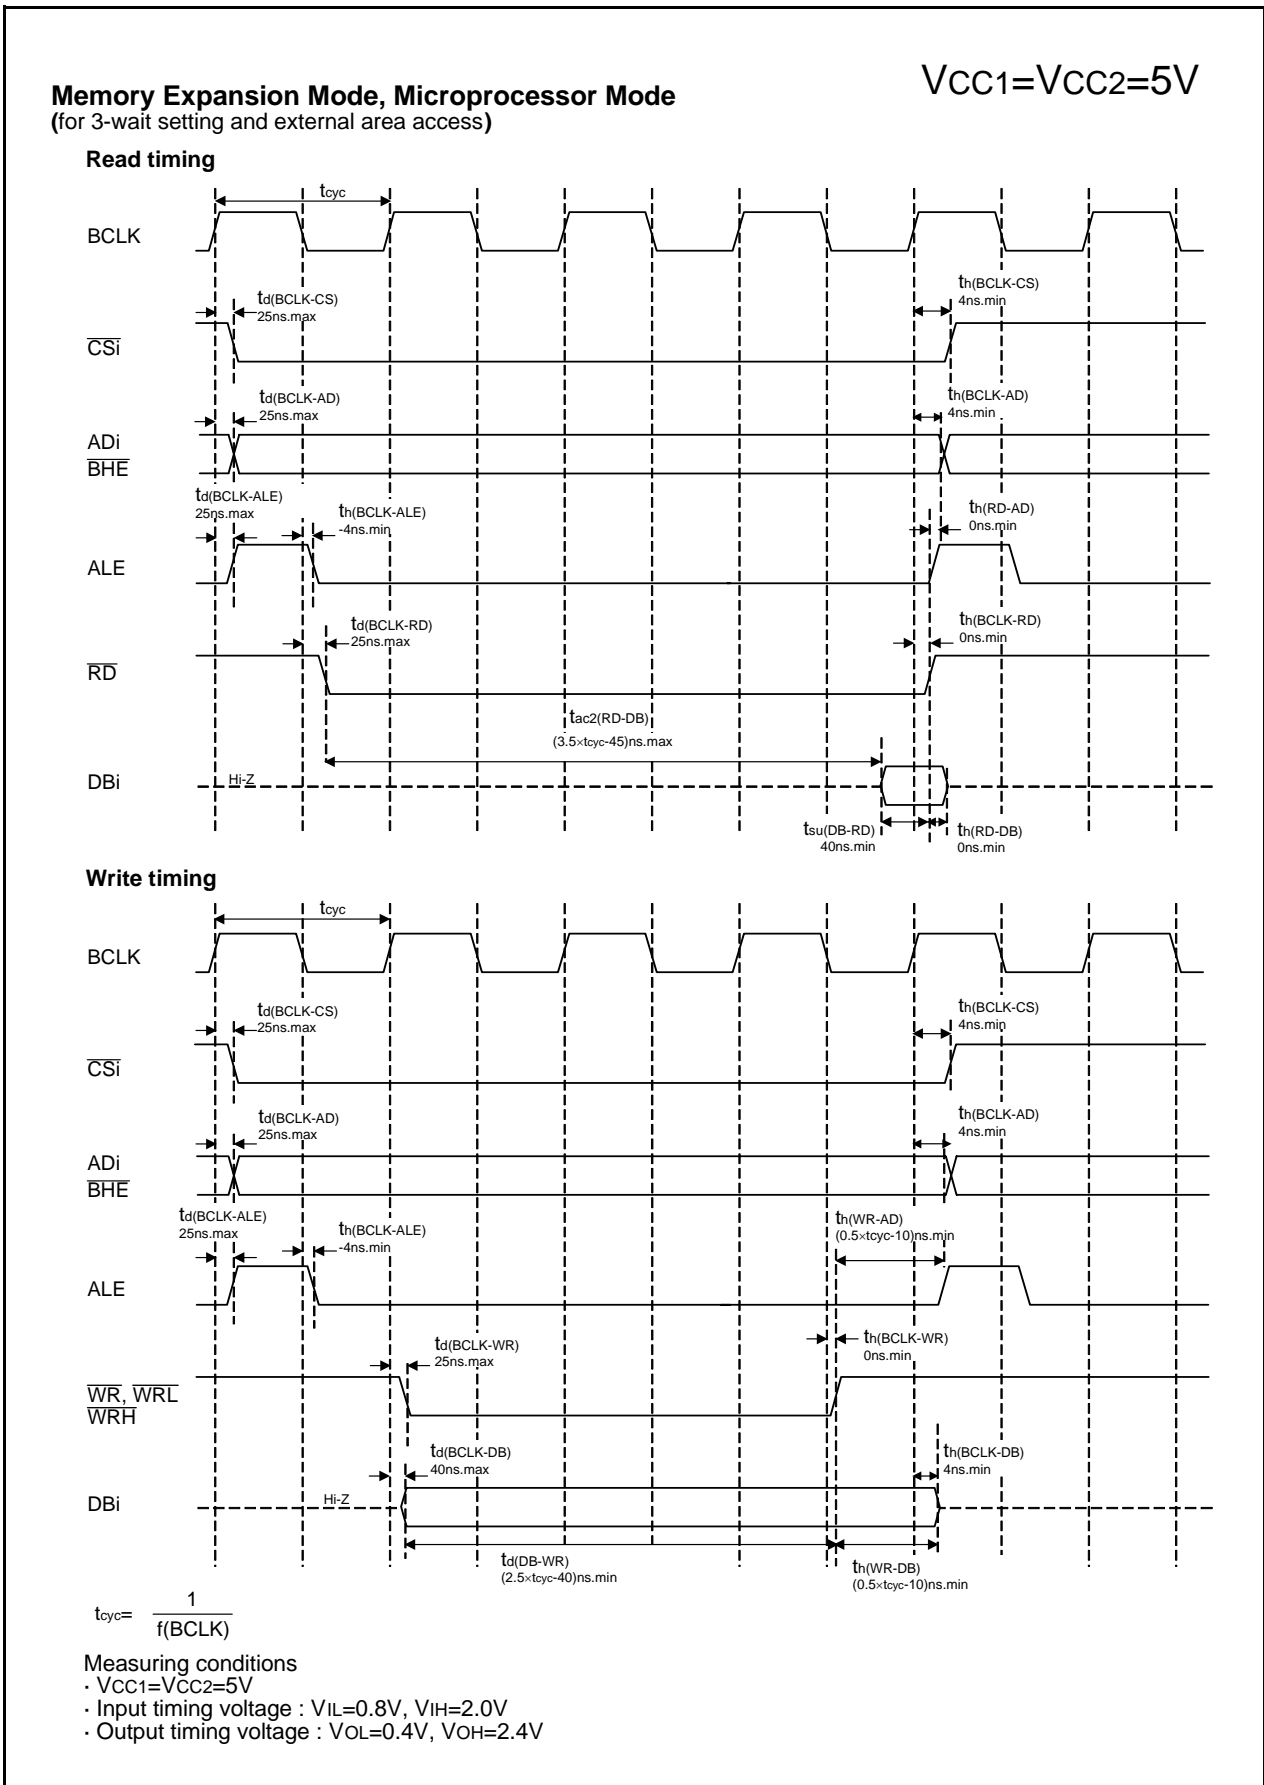 VCC1=VCC2=5V
Memory Expansion Mode, Microprocessor Mode
(for 3-wait setting and external area access)
Read timing
tcyc
BCLK
td(BCLK-CS)
25ns.max
th(BCLK-CS)
4ns.min
CSi
td(BCLK-AD)
25ns.max
th(BCLK-AD)
4ns.min
ADi
BHE
td(BCLK-ALE)
25ns.max
th(BCLK-ALE)
-4ns.min
th(RD-AD)
0ns.min
ALE
td(BCLK-RD)
25ns.max
th(BCLK-RD)
0ns.min
RD
tac2(RD-DB)
(3.5×tcyc-45)ns.max
DBi
Hi-Z
tsu(DB-RD)
40ns.min
th(RD-DB)
0ns.min
Write timing
tcyc
BCLK
td(BCLK-CS)
25ns.max
th(BCLK-CS)
4ns.min
CSi
td(BCLK-AD)
25ns.max
th(BCLK-AD)
4ns.min
ADi
BHE
td(BCLK-ALE)
25ns.max
th(BCLK-ALE)
-4ns.min
th(WR-AD)
(0.5×tcyc-10)ns.min
ALE
td(BCLK-WR)
25ns.max
th(BCLK-WR)
0ns.min
WR, WRL
WRH
td(BCLK-DB)
40ns.max
th(BCLK-DB)
4ns.min
DBi
Hi-Z
td(DB-WR)
(2.5×tcyc-40)ns.min
th(WR-DB)
(0.5×tcyc-10)ns.min
tcyc= 1
f(BCLK)
Measuring conditions
· VCC1=VCC2=5V
· Input timing voltage : VIL=0.8V, VIH=2.0V
· Output timing voltage : VOL=0.4V, VOH=2.4V